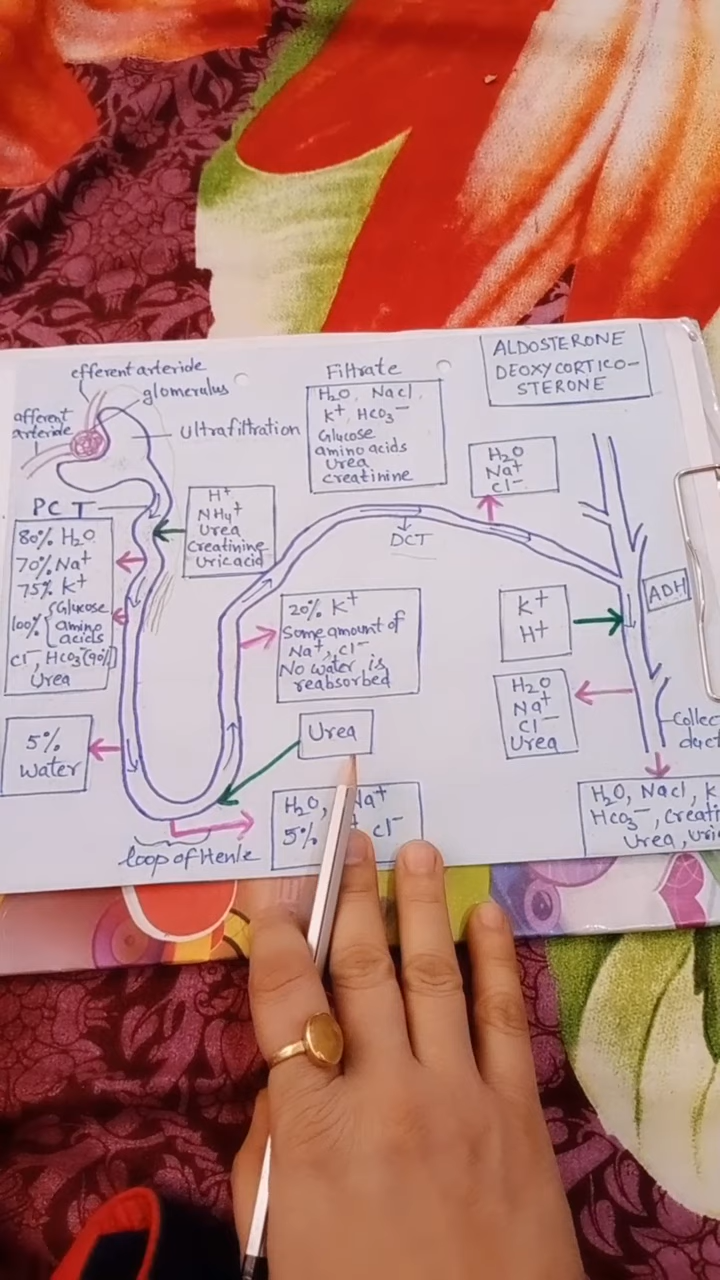 efferent arteride
glomerulus
afferent
arteride
Ultrafiltration
Filtrate
H₂O, Nacl,
K⁺, Hco₃⁻
Glucose
amino acids
Urea
creatinine
ALDOSTERONE
DEOXYCORTICO-
STERONE
PCT
80% H₂O
70% Na⁺
75% K⁺
100% { Glucose
amino
acids
cl⁻, Hco₃⁻(90%)
Urea
H⁺
NHy⁺
Urea
Creatinine
Uric acid
DCT
H₂O
Na⁺
Cl⁻
20% K⁺
Some amount of
Na⁺, Cl⁻
No water is
reabsorbed
K⁺
H⁺
ADH
H₂O
Na⁺
Cl⁻
Urea
5%
Water
Urea
H₂O, Na⁺
5% cl⁻
loop of Henle
Collec
duct
H₂O, Nacl, K
Hco₃⁻, creati
Urea, uri